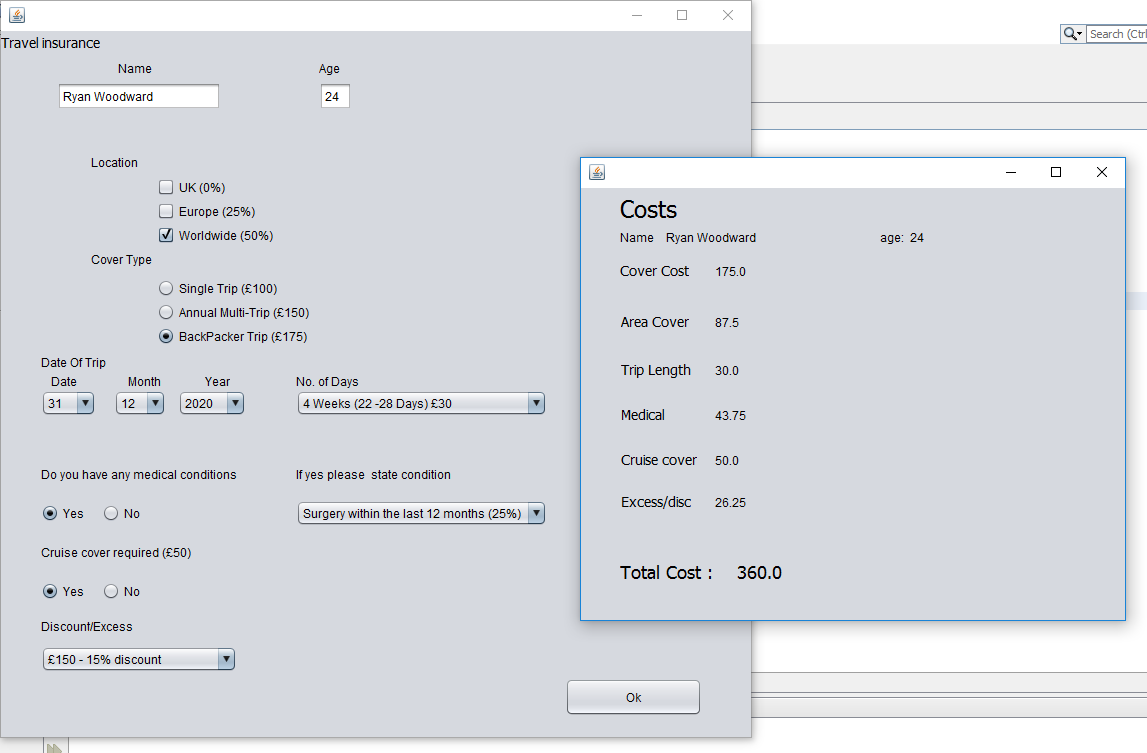 Travel insurance
Name Age
Ryan Woodward 24
Location
UK (0%)
Europe (25%)
Worldwide (50%)
Cover Type
Single Trip (£100)
Annual Multi-Trip (£150)
BackPacker Trip (£175)
Date Of Trip
Date Month Year No. of Days
31 12 2020 4 Weeks (22 -28 Days) £30
Do you have any medical conditions If yes please state condition
Yes No Surgery within the last 12 months (25%)
Cruise cover required (£50)
Yes No
Discount/Excess
£150 - 15% discount
Ok
Search (Ctrl
Costs
Name Ryan Woodward age: 24
Cover Cost 175.0
Area Cover 87.5
Trip Length 30.0
Medical 43.75
Cruise cover 50.0
Excess/disc 26.25
Total Cost : 360.0